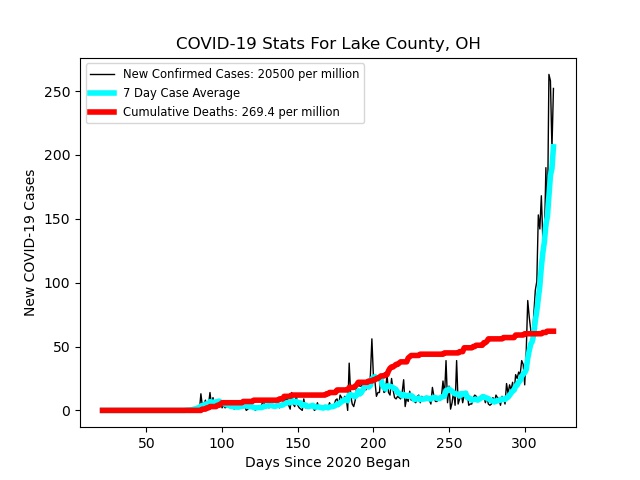 COVID-19 Stats For Lake County, OH
New Confirmed Cases: 20500 per million
7 Day Case Average
Cumulative Deaths: 269.4 per million
New COVID-19 Cases
250
200
150
100
50
0
50 100 150 200 250 300
Days Since 2020 Began